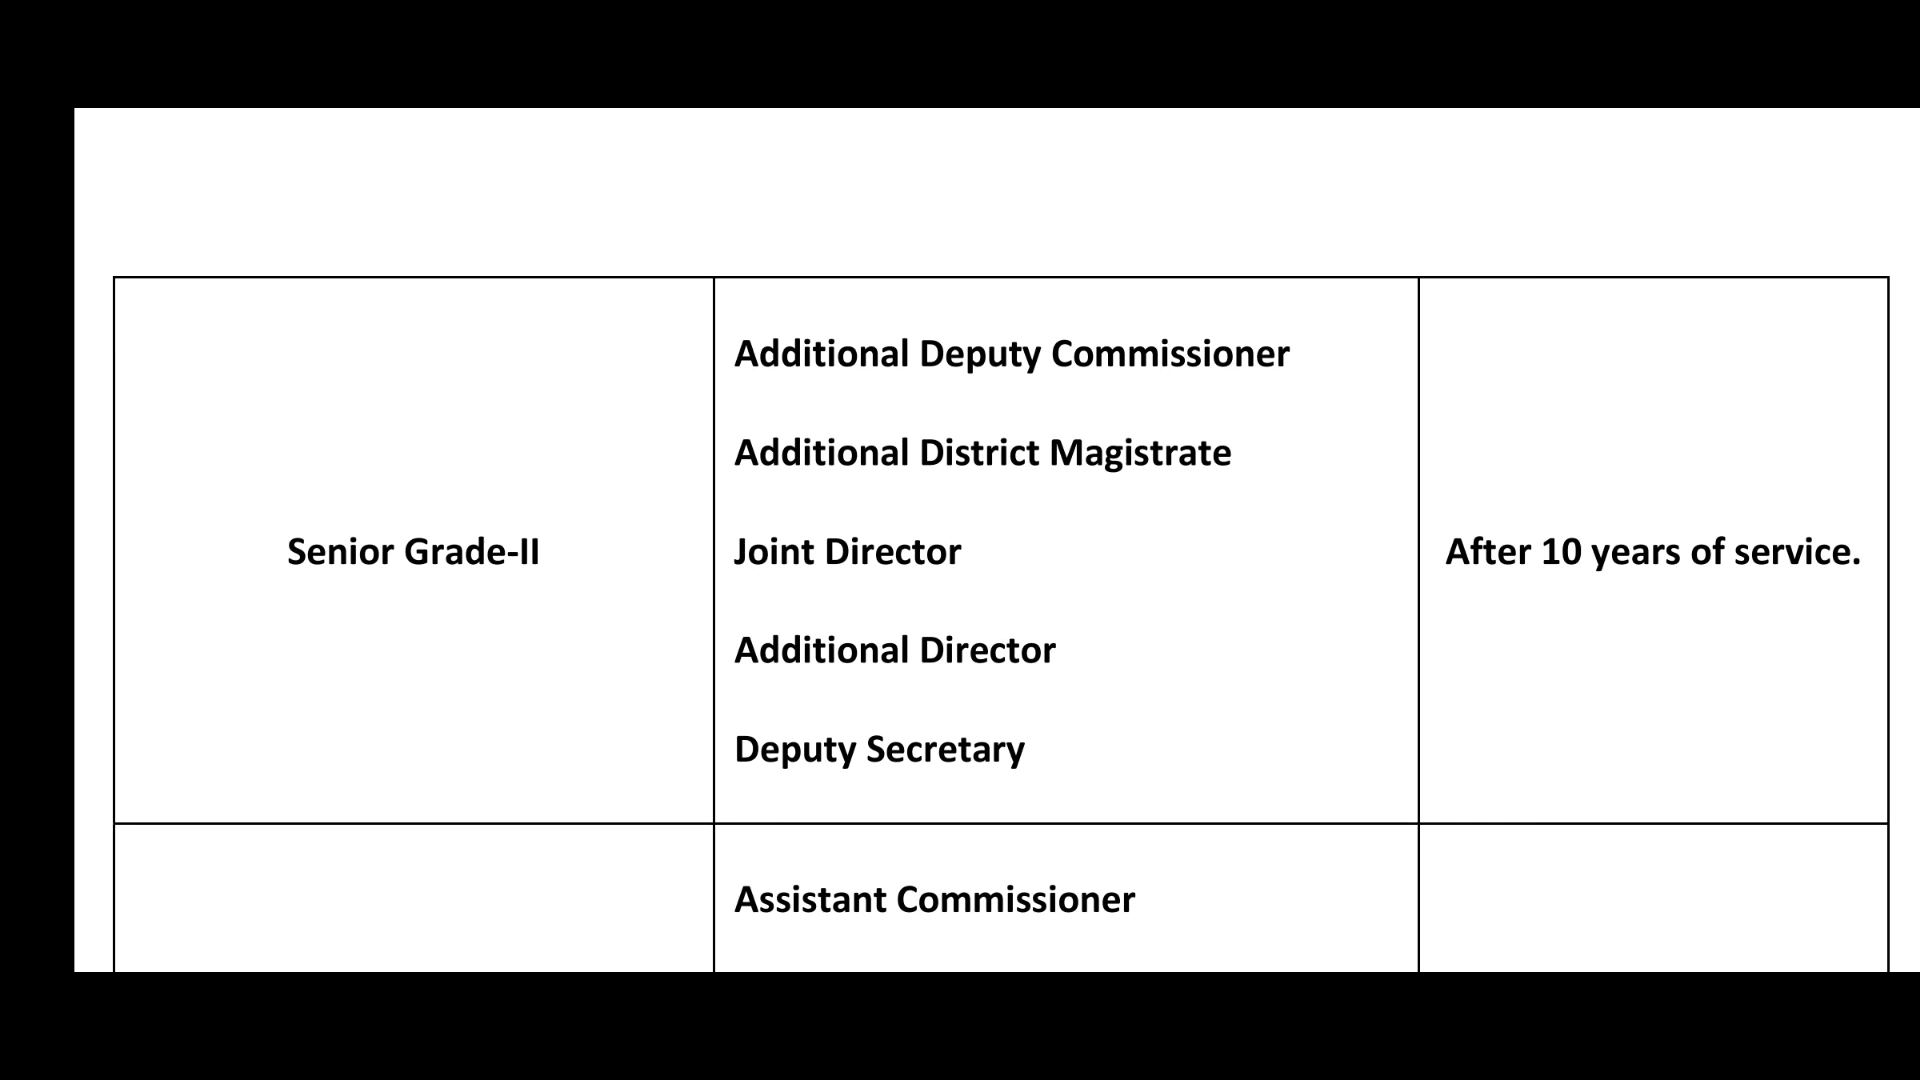 Senior Grade-II
Additional Deputy Commissioner
Additional District Magistrate
Joint Director
Additional Director
Deputy Secretary
After 10 years of service.
Assistant Commissioner